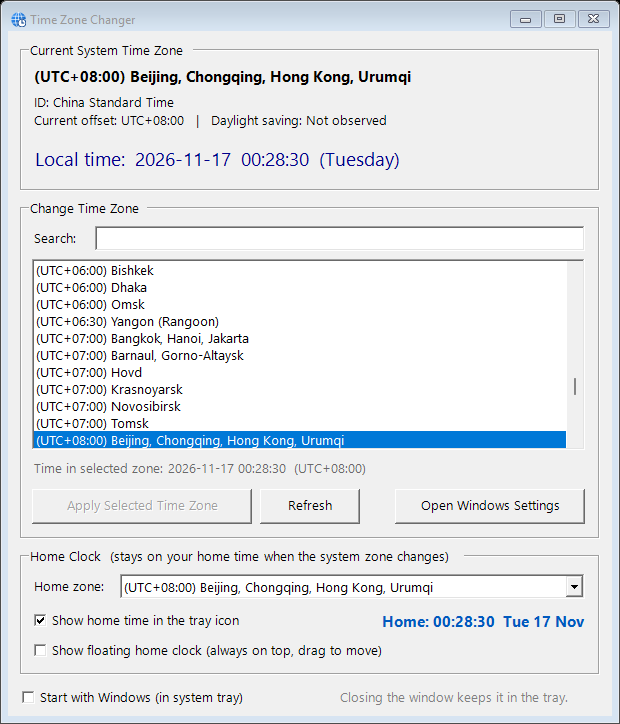 Time Zone Changer
Current System Time Zone
(UTC+08:00) Beijing, Chongqing, Hong Kong, Urumqi
ID: China Standard Time
Current offset: UTC+08:00 | Daylight saving: Not observed
Local time: 2026-11-17 00:28:30 (Tuesday)
Change Time Zone
Search:
(UTC+06:00) Bishkek
(UTC+06:00) Dhaka
(UTC+06:00) Omsk
(UTC+06:30) Yangon (Rangoon)
(UTC+07:00) Bangkok, Hanoi, Jakarta
(UTC+07:00) Barnaul, Gorno-Altaysk
(UTC+07:00) Hovd
(UTC+07:00) Krasnoyarsk
(UTC+07:00) Novosibirsk
(UTC+07:00) Tomsk
(UTC+08:00) Beijing, Chongqing, Hong Kong, Urumqi
Time in selected zone: 2026-11-17 00:28:30 (UTC+08:00)
Apply Selected Time Zone Refresh Open Windows Settings
Home Clock (stays on your home time when the system zone changes)
Home zone: (UTC+08:00) Beijing, Chongqing, Hong Kong, Urumqi
Show home time in the tray icon Home: 00:28:30 Tue 17 Nov
Show floating home clock (always on top, drag to move)
Start with Windows (in system tray) Closing the window keeps it in the tray.